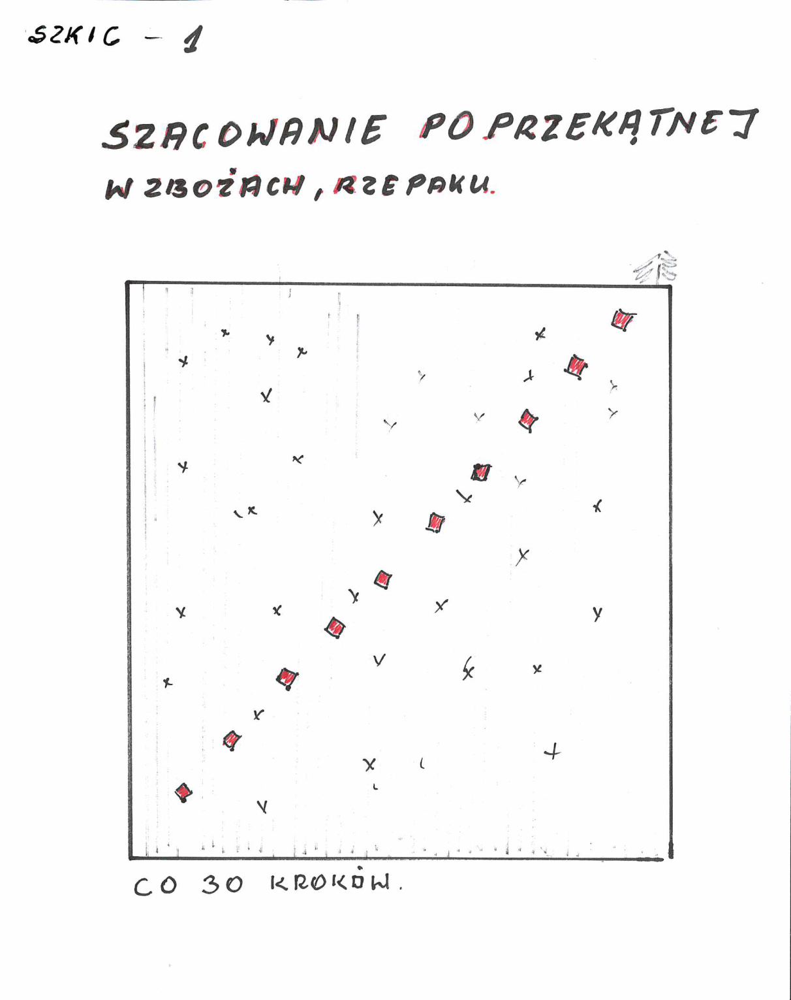 SZKIC - 1
SZACOWANIE PO PRZEKĄTNEJ
W ZBOŻACH, RZEPAKU.
CO 30 KROKÓW.